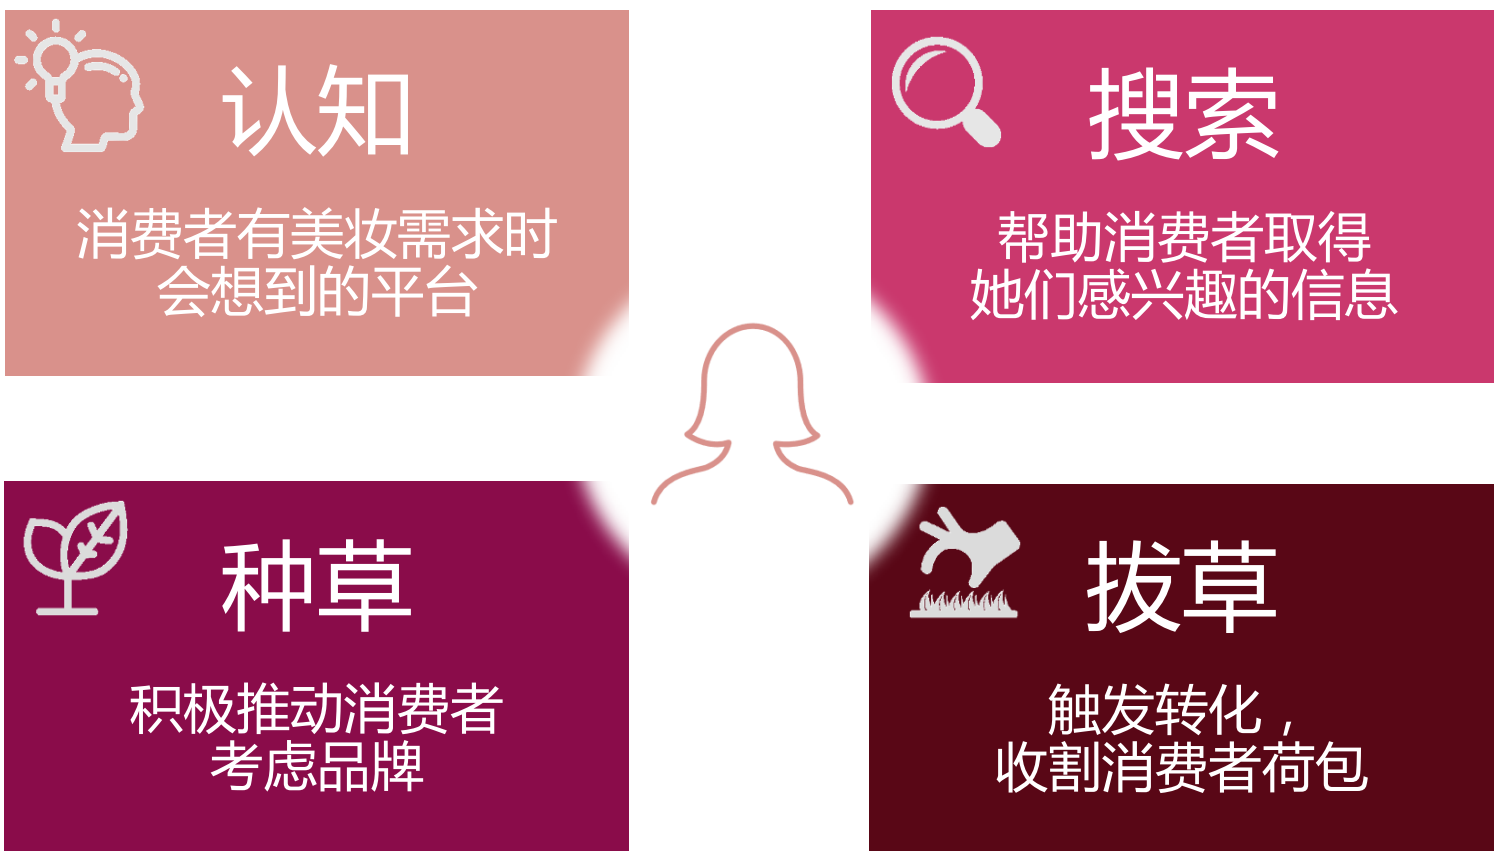 认知
消费者有美妆需求时
会想到的平台
搜索
帮助消费者取得
她们感兴趣的信息
种草
积极推动消费者
考虑品牌
拔草
触发转化，
收割消费者荷包